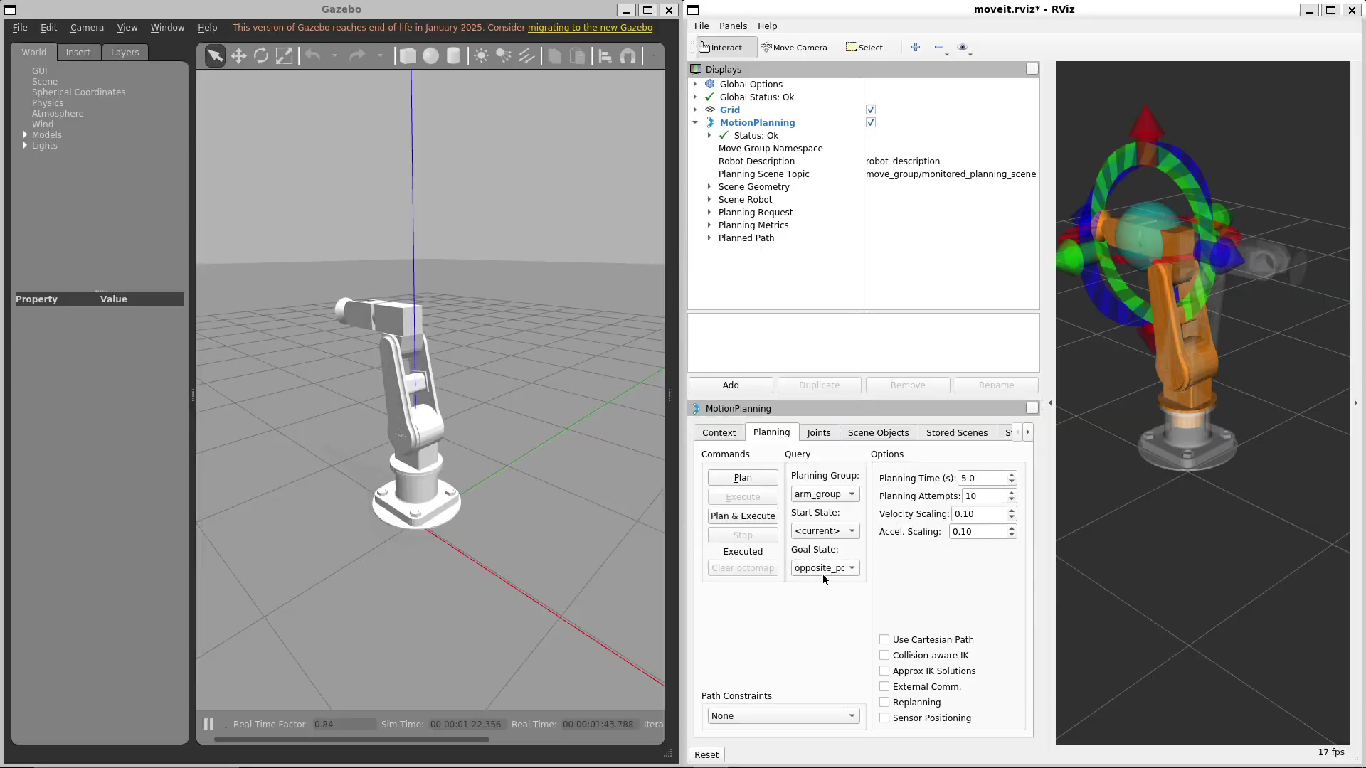 Gazebo
File Edit Camera View Window Help
This version of Gazebo reaches end of life in January 2025. Consider migrating to the new Gazebo
World Insert Layers
GUI
Scene
Spherical Coordinates
Physics
Atmosphere
Wind
Models
Lights
Property Value
Real Time Factor: 0.84 Sim Time: 00 00:01:22.356 Real Time: 00 00:01:43.788 Itera
moveit.rviz* - RViz
File Panels Help
Interact Move Camera Select
Displays
Global Options
Global Status: Ok
Grid
MotionPlanning
Status: Ok
Move Group Namespace
Robot Description robot_description
Planning Scene Topic move_group/monitored_planning_scene
Scene Geometry
Scene Robot
Planning Request
Planning Metrics
Planned Path
Add Duplicate Remove Rename
MotionPlanning
Context Planning Joints Scene Objects Stored Scenes
Commands
Plan
Execute
Plan & Execute
Stop
Executed
Clear octomap
Query
Planning Group:
arm_group
Start State:
<current>
Goal State:
opposite_pc
Options
Planning Time (s): 5.0
Planning Attempts: 10
Velocity Scaling: 0.10
Accel. Scaling: 0.10
Use Cartesian Path
Collision-aware IK
Approx IK Solutions
External Comm.
Replanning
Sensor Positioning
Path Constraints
None
Reset
17 fps